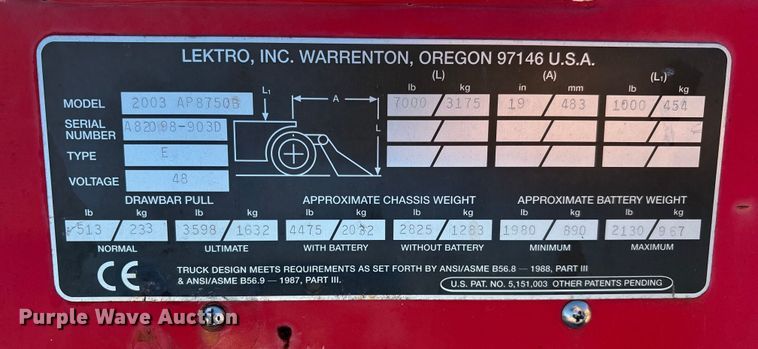 LEKTRO, INC. WARRENTON, OREGON 97146 U.S.A.
(L) (A) (L1)
lb kg in mm lb kg
MODEL 2003 AP8750B L1 A 7000 / 3175 19 / 483 1000 / 454
SERIAL NUMBER A82098-903D L
TYPE E
VOLTAGE 48
DRAWBAR PULL APPROXIMATE CHASSIS WEIGHT APPROXIMATE BATTERY WEIGHT
lb kg lb kg lb kg lb kg lb kg lb kg
513 / 233 3598 / 1632 4475 / 2032 2825 / 1283 1980 / 890 2130 / 967
NORMAL ULTIMATE WITH BATTERY WITHOUT BATTERY MINIMUM MAXIMUM
CE TRUCK DESIGN MEETS REQUIREMENTS AS SET FORTH BY ANSI/ASME B56.8 – 1988, PART III
& ANSI/ASME B56.9 – 1987, PART III.
U.S. PAT. NO. 5,151,003 OTHER PATENTS PENDING
Purple Wave Auction